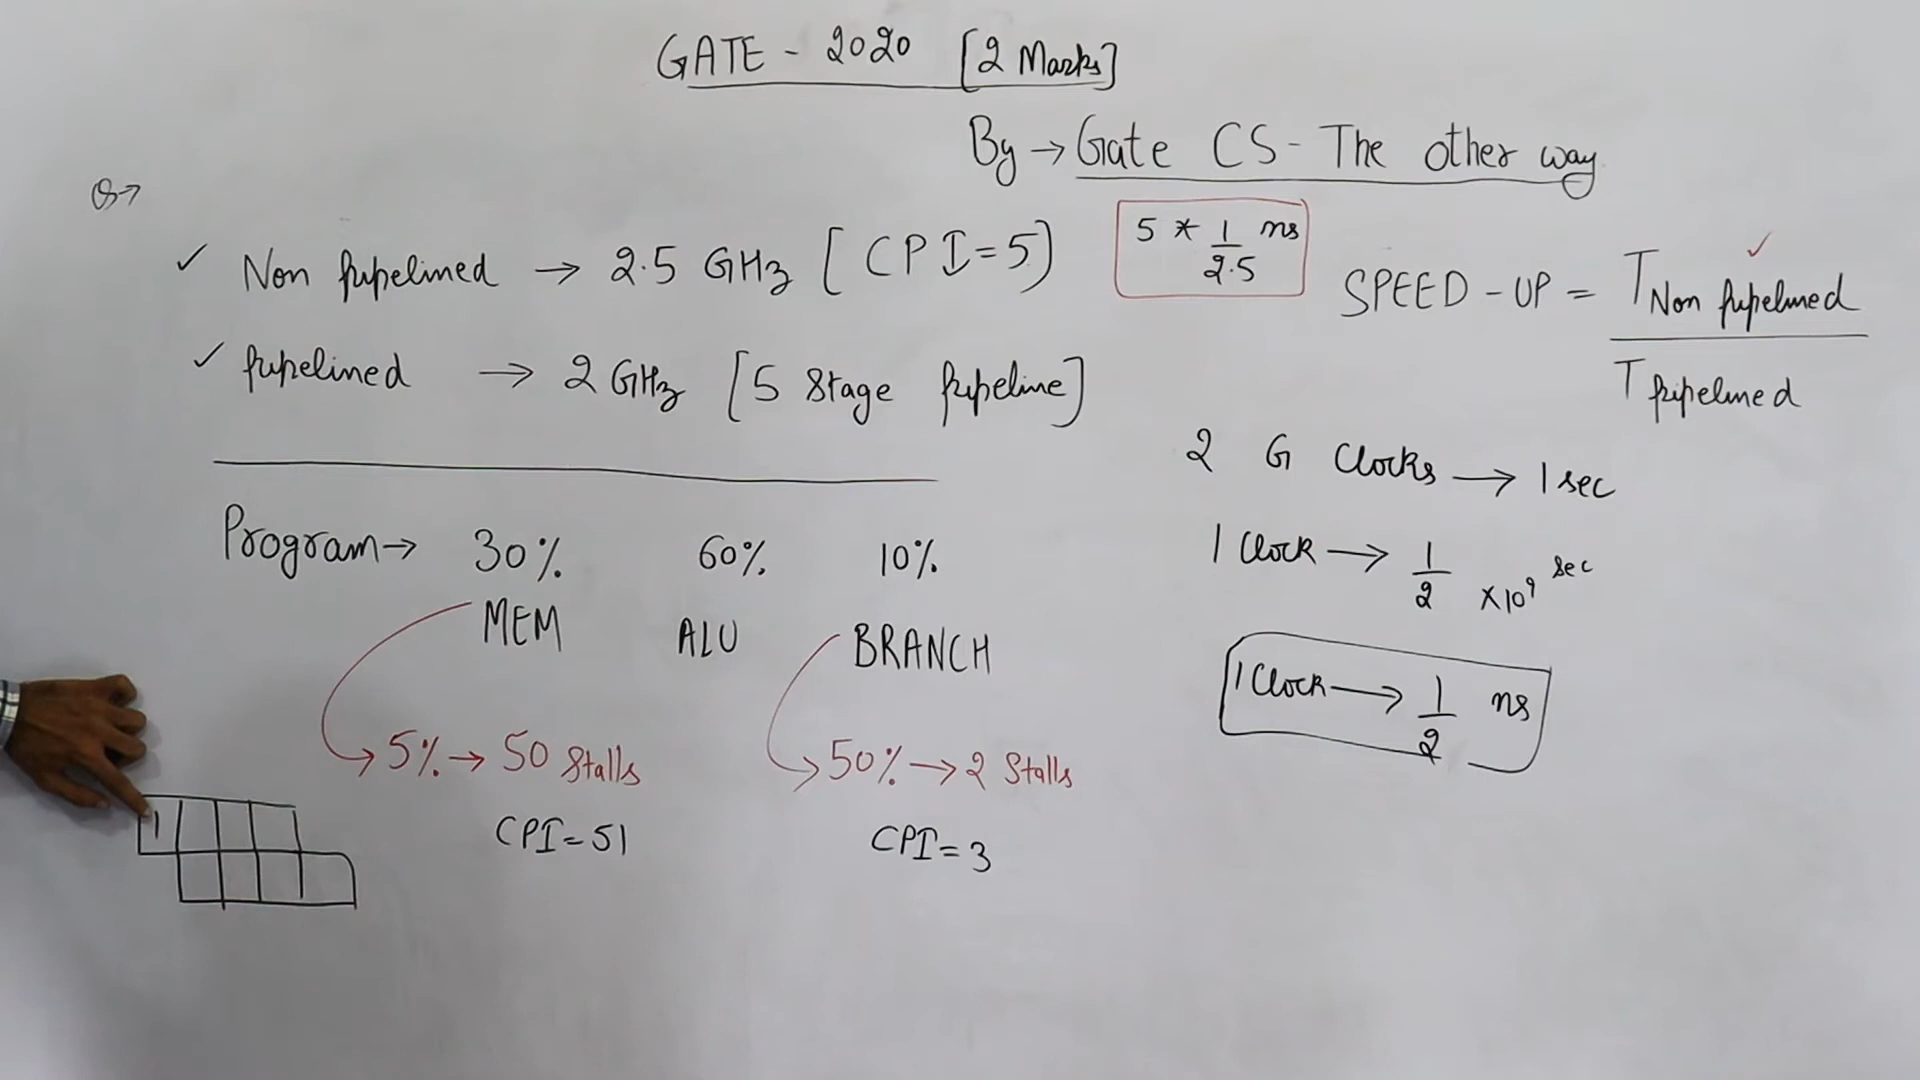 GATE - 2020 [2 Marks]
By → Gate CS - The other way
Q→
✓ Non pipelined → 2.5 GHz [CPI=5]
5 * 1/2.5 ns
SPEED-UP = T Non pipelined / T pipelined
✓ pipelined → 2 GHz [5 Stage pipeline]
2 G Clocks → 1 sec
Program → 30% 60% 10%
MEM ALU BRANCH
1 Clock → 1/2 ×10⁹ sec
1 Clock → 1/2 ns
5% → 50 Stalls
50% → 2 Stalls
CPI = 51
CPI = 3
1